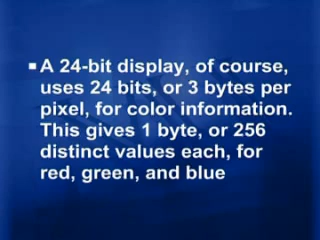 A 24-bit display, of course,
uses 24 bits, or 3 bytes per
pixel, for color information.
This gives 1 byte, or 256
distinct values each, for
red, green, and blue